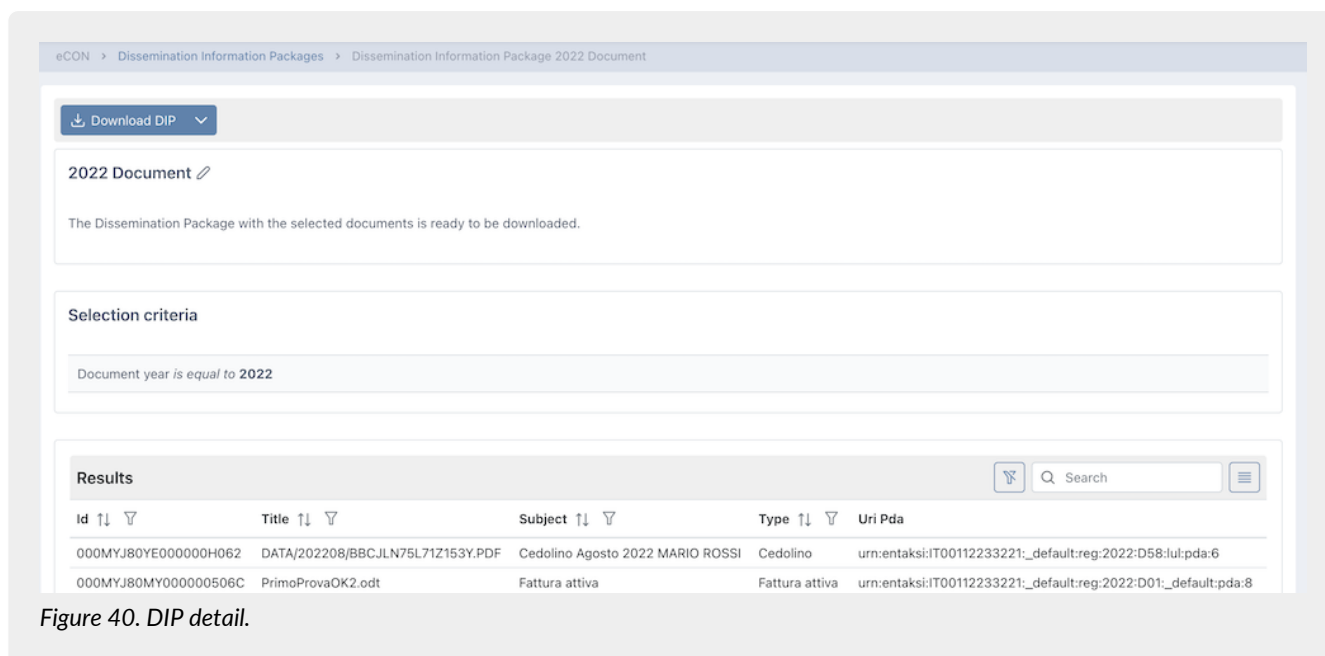 eCON > Dissemination Information Packages > Dissemination Information Package 2022 Document
Download DIP
2022 Document
The Dissemination Package with the selected documents is ready to be downloaded.
Selection criteria
Document year is equal to 2022
Results Search
Id Title Subject Type Uri Pda
000MYJ80YE000000H062 DATA/202208/BBCJLN75L71Z153Y.PDF Cedolino Agosto 2022 MARIO ROSSI Cedolino urn:entaksi:IT00112233221:_default:reg:2022:D58:lul:pda:6
000MYJ80MY000000506C PrimoProvaOK2.odt Fattura attiva Fattura attiva urn:entaksi:IT00112233221:_default:reg:2022:D01:_default:pda:8
Figure 40. DIP detail.